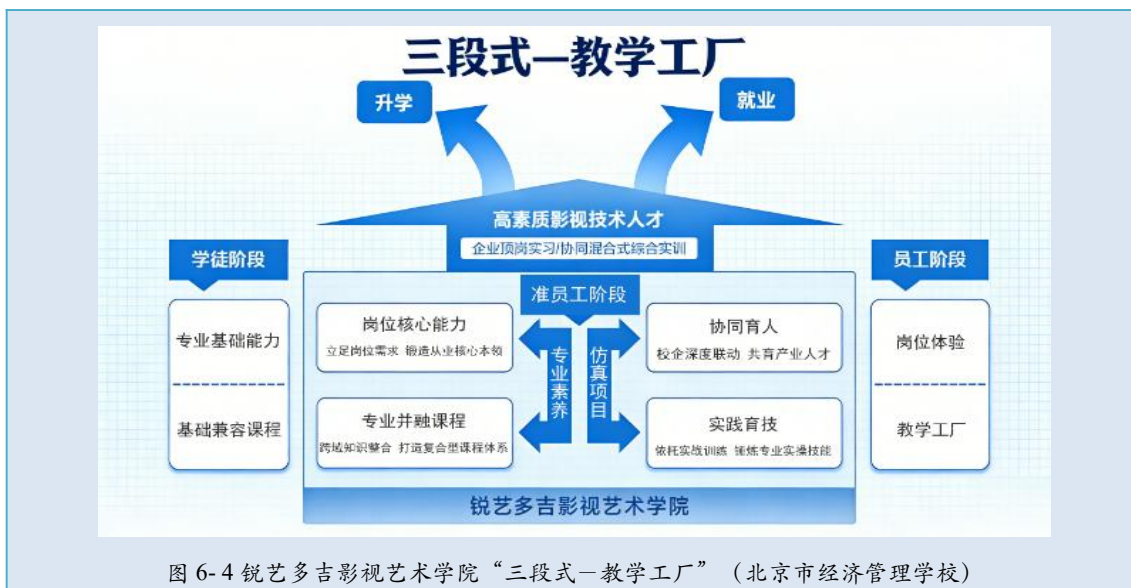 三段式—教学工厂
升学
就业
高素质影视技术人才
企业顶岗实习/协同混合式综合实训
学徒阶段
专业基础能力
基础兼容课程
准员工阶段
岗位核心能力
立足岗位需求 锻造从业核心本领
专业并融课程
跨域知识整合 打造复合型课程体系
专业素养
仿真项目
协同育人
校企深度联动 共育产业人才
实践育技
依托实战训练 锤炼专业实操技能
员工阶段
岗位体验
教学工厂
锐艺多吉影视艺术学院
图 6- 4 锐艺多吉影视艺术学院“三段式－教学工厂”（北京市经济管理学校）